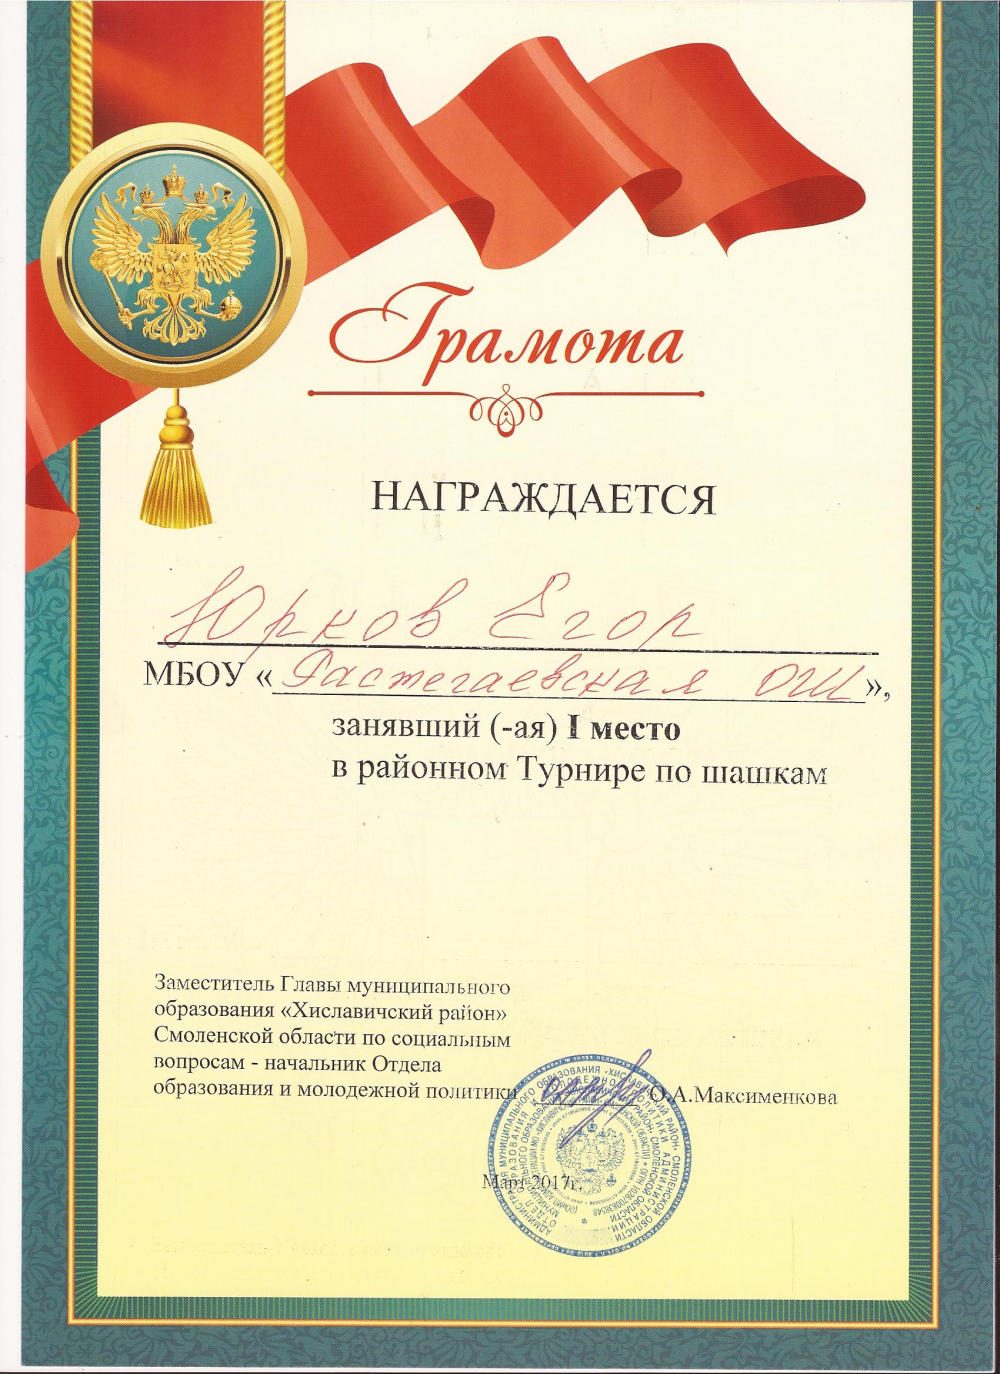 Грамота
НАГРАЖДАЕТСЯ
Юрков Егор
МБОУ «Растегаевская ОШ»,
занявший (-ая) I место
в районном Турнире по шашкам
Заместитель Главы муниципального
образования «Хиславичский район»
Смоленской области по социальным
вопросам - начальник Отдела
образования и молодежной политики О.А.Максименкова
Март 2017г.